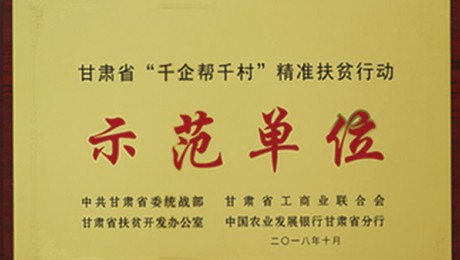 甘肃省“千企帮千村”精准扶贫行动
示范单位
中共甘肃省委统战部 甘肃省工商业联合会
甘肃省扶贫开发办公室 中国农业发展银行甘肃省分行
二〇一八年十月